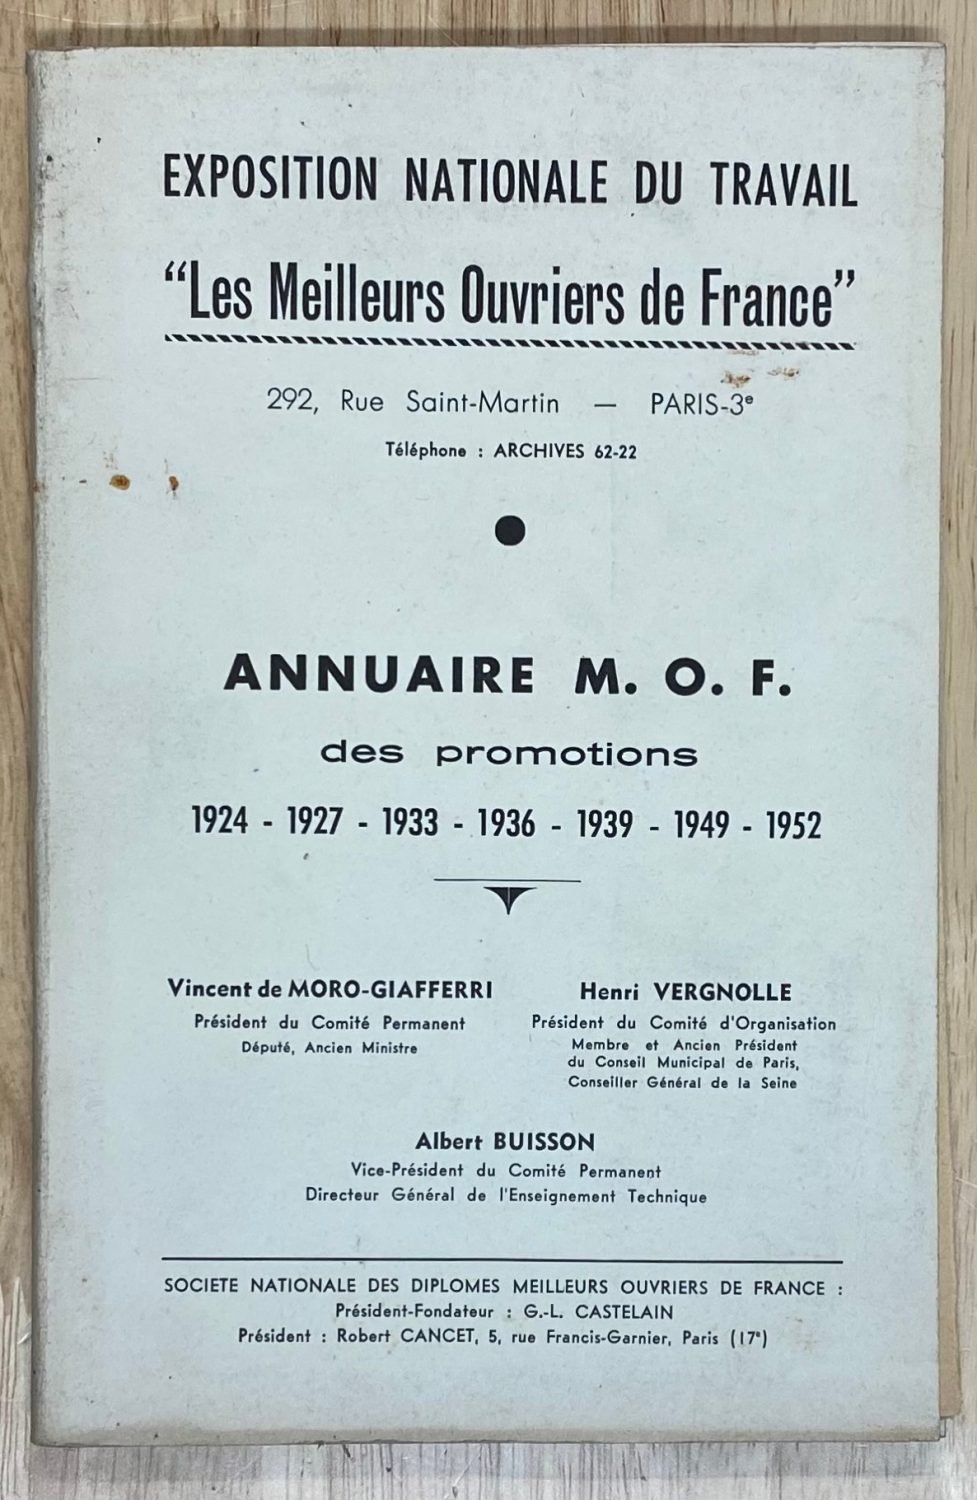 EXPOSITION NATIONALE DU TRAVAIL
“Les Meilleurs Ouvriers de France”
292, Rue Saint-Martin — PARIS-3e
Téléphone : ARCHIVES 62-22
ANNUAIRE M. O. F.
des promotions
1924 - 1927 - 1933 - 1936 - 1939 - 1949 - 1952
Vincent de MORO-GIAFFERRI
Président du Comité Permanent
Député, Ancien Ministre
Henri VERGNOLLE
Président du Comité d'Organisation
Membre et Ancien Président
du Conseil Municipal de Paris,
Conseiller Général de la Seine
Albert BUISSON
Vice-Président du Comité Permanent
Directeur Général de l'Enseignement Technique
SOCIETE NATIONALE DES DIPLOMES MEILLEURS OUVRIERS DE FRANCE :
Président-Fondateur : G.-L. CASTELAIN
Président : Robert CANCET, 5, rue Francis-Garnier, Paris (17e)